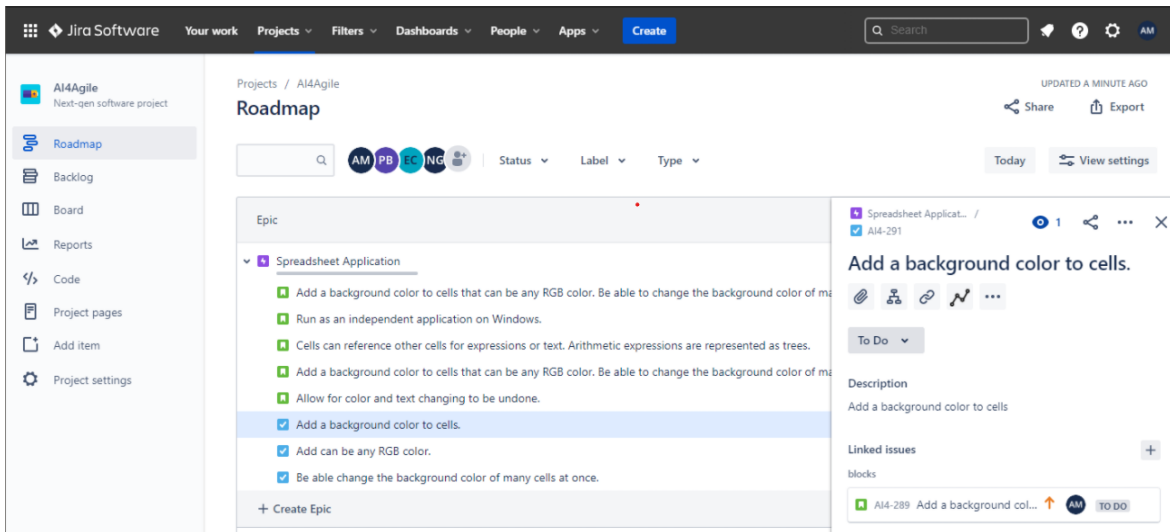 Jira Software Your work Projects Filters Dashboards People Apps Create Search AM
AI4Agile
Next-gen software project
Roadmap
Backlog
Board
Reports
Code
Project pages
Add item
Project settings
Projects / AI4Agile
UPDATED A MINUTE AGO
Roadmap
Share Export
AM PB EC NG Status Label Type Today View settings
Epic
Spreadsheet Application
Add a background color to cells that can be any RGB color. Be able to change the background color of ma
Run as an independent application on Windows.
Cells can reference other cells for expressions or text. Arithmetic expressions are represented as trees.
Add a background color to cells that can be any RGB color. Be able to change the background color of ma
Allow for color and text changing to be undone.
Add a background color to cells.
Add can be any RGB color.
Be able change the background color of many cells at once.
+ Create Epic
Spreadsheet Applicat... /
AI4-291
1
Add a background color to cells.
To Do
Description
Add a background color to cells
Linked issues
blocks
AI4-289 Add a background col... AM TO DO